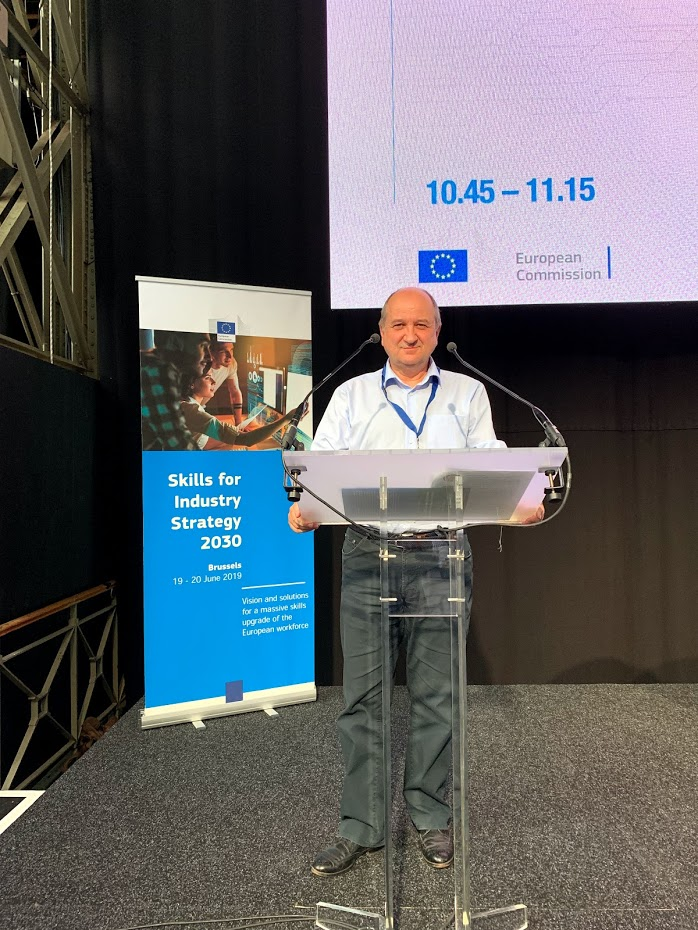 10.45 – 11.15
European
Commission
Skills for
Industry
Strategy
2030
Brussels
19 - 20 June 2019
Vision and solutions
for a massive skills
upgrade of the
European workforce